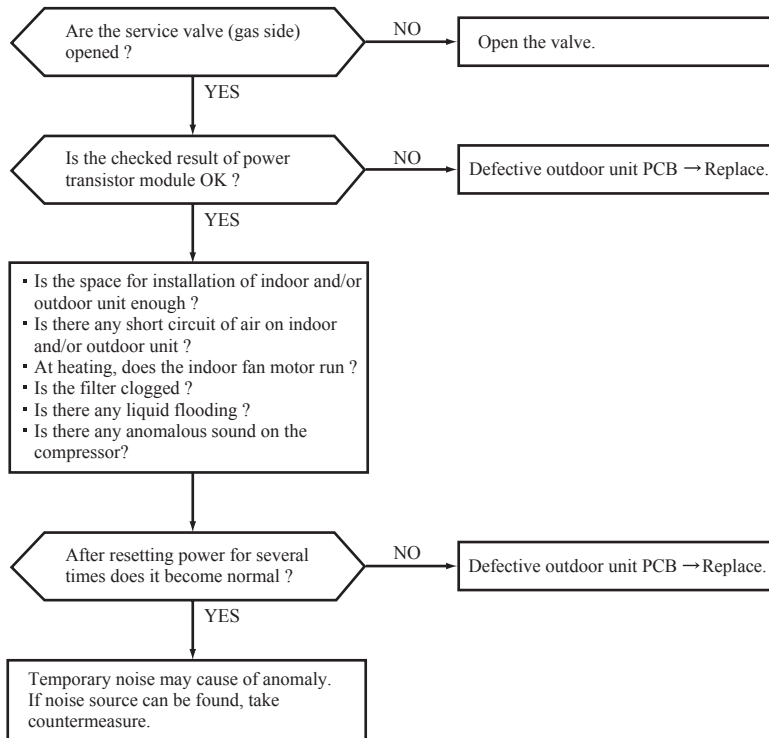 Are the service valve (gas side)
opened ?
NO
Open the valve.
YES
Is the checked result of power
transistor module OK ?
NO
Defective outdoor unit PCB → Replace.
YES
▪ Is the space for installation of indoor and/or
outdoor unit enough ?
▪ Is there any short circuit of air on indoor
and/or outdoor unit ?
▪ At heating, does the indoor fan motor run ?
▪ Is the filter clogged ?
▪ Is there any liquid flooding ?
▪ Is there any anomalous sound on the
compressor?
After resetting power for several
times does it become normal ?
NO
Defective outdoor unit PCB → Replace.
YES
Temporary noise may cause of anomaly.
If noise source can be found, take
countermeasure.